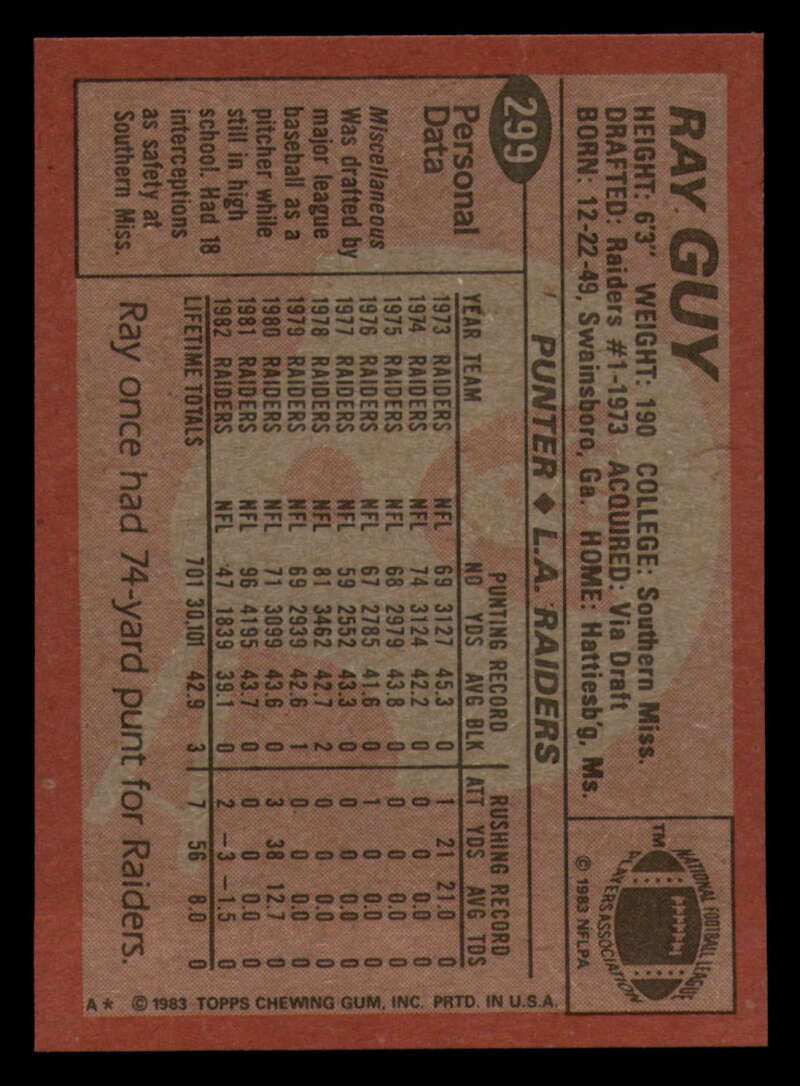 RAY GUY
HEIGHT: 6'3" WEIGHT: 190 COLLEGE: Southern Miss.
DRAFTED: Raiders #1-1973 ACQUIRED: Via Draft
BORN: 12-22-49, Swainsboro, Ga. HOME: Hattiesb'g, Ms.
NATIONAL FOOTBALL LEAGUE
PLAYERS ASSOCIATION
TM
© 1983 NFLPA
299
PUNTER ♦ L.A. RAIDERS
Personal
Data
Miscellaneous
Was drafted by
major league
baseball as a
pitcher while
still in high
school. Had 18
interceptions
as safety at
Southern Miss.
PUNTING RECORD RUSHING RECORD
YEAR TEAM NO YDS AVG BLK ATT YDS AVG TDS
1973 RAIDERS NFL 69 3127 45.3 0 1 21 21.0 0
1974 RAIDERS NFL 74 3124 42.2 0 0 0 0.0 0
1975 RAIDERS NFL 68 2979 43.8 0 0 0 0.0 0
1976 RAIDERS NFL 67 2785 41.6 0 1 0 0.0 0
1977 RAIDERS NFL 59 2552 43.3 0 0 0 0.0 0
1978 RAIDERS NFL 81 3462 42.7 2 0 0 0.0 0
1979 RAIDERS NFL 69 2939 42.6 1 0 0 0.0 0
1980 RAIDERS NFL 71 3099 43.6 0 3 38 12.7 0
1981 RAIDERS NFL 96 4195 43.7 0 0 0 0.0 0
1982 RAIDERS NFL 47 1839 39.1 0 2 -3 -1.5 0
LIFETIME TOTALS 701 30,101 42.9 3 7 56 8.0 0
Ray once had 74-yard punt for Raiders.
A* © 1983 TOPPS CHEWING GUM, INC. PRTD. IN U.S.A.